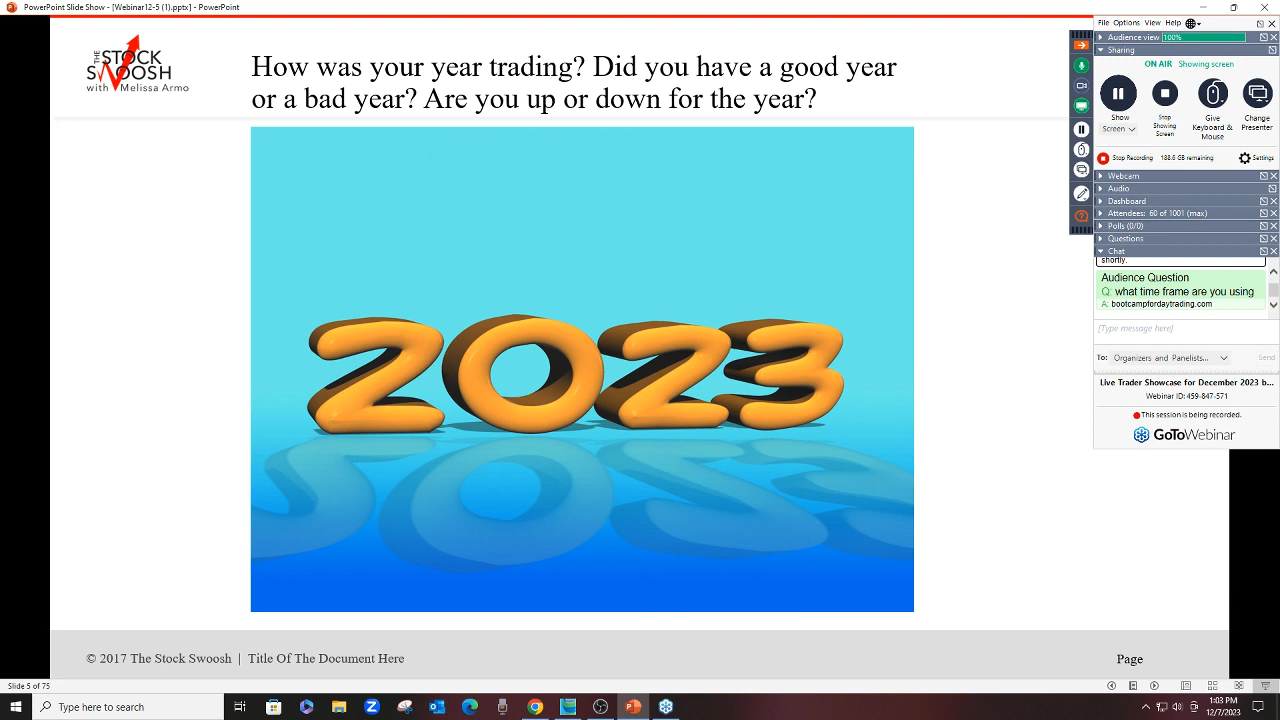 PowerPoint Slide Show - [Webinar12-5 (1).pptx] - PowerPoint
THE
STOCK
SWOOSH
with Melissa Armo
How was your year trading? Did you have a good year
or a bad year? Are you up or down for the year?
2023
© 2017 The Stock Swoosh | Title Of The Document Here
Page
File Options View Help
Audience view 100%
Sharing
ON AIR Showing screen
Show
Screen
Stop
Showing
Screen
Give
Keyboard &
Mouse
Change
Presenter
Stop Recording 188.6 GB remaining
Settings
Webcam
Audio
Dashboard
Attendees: 60 of 1001 (max)
Polls (0/0)
Questions
Chat
shortly.
Audience Question
Q: what time frame are you using
A: bootcampfordaytrading.com
[Type message here]
To: Organizers and Panelists...
Send
Live Trader Showcase for December 2023 b...
Webinar ID: 459-847-571
This session is being recorded.
GoToWebinar
Slide 5 of 75
Type here to search
1:03 PM
12/7/2023